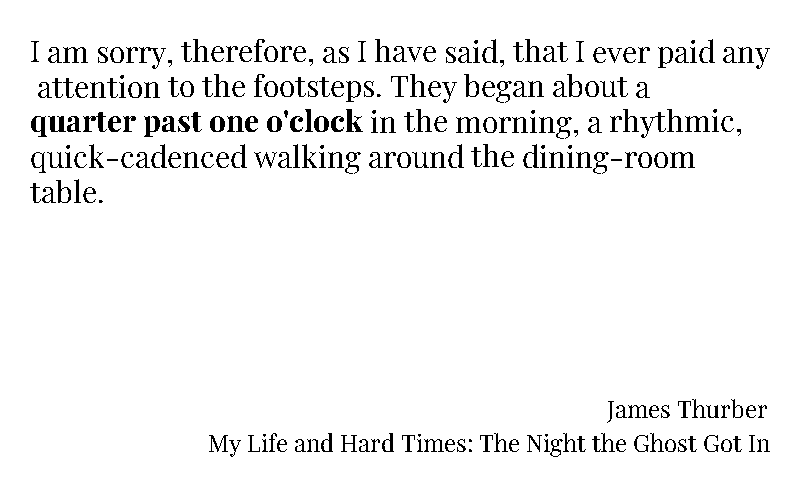 I am sorry, therefore, as I have said, that I ever paid any
attention to the footsteps. They began about a
quarter past one o'clock in the morning, a rhythmic,
quick-cadenced walking around the dining-room
table.
James Thurber
My Life and Hard Times: The Night the Ghost Got In